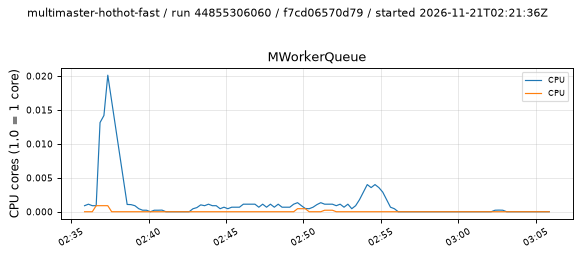 multimaster-hothot-fast / run 44855306060 / f7cd06570d79 / started 2026-11-21T02:21:36Z
MWorkerQueue
CPU cores (1.0 = 1 core)
0.020
0.015
0.010
0.005
0.000
CPU
CPU
02:35
02:40
02:45
02:50
02:55
03:00
03:05